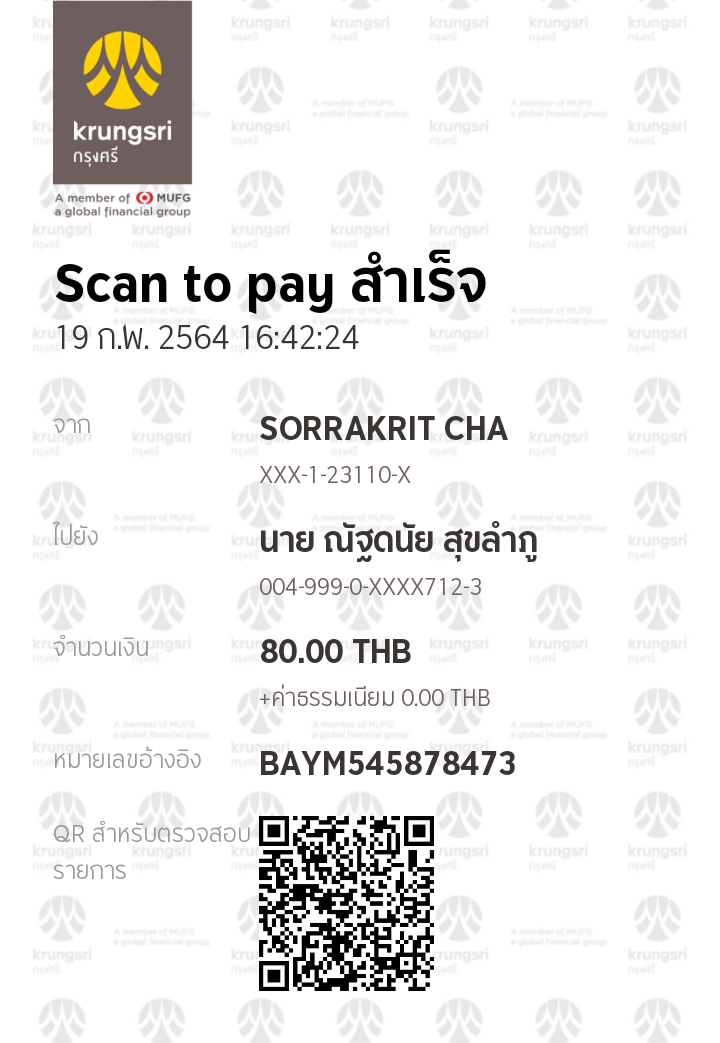 krungsri
กรุงศรี
A member of MUFG
a global financial group
Scan to pay สำเร็จ
19 ก.พ. 2564 16:42:24
จาก
SORRAKRIT CHA
XXX-1-23110-X
ไปยัง
นาย ณัฐดนัย สุขลำภู
004-999-0-XXXX712-3
จำนวนเงิน
80.00 THB
+ค่าธรรมเนียม 0.00 THB
หมายเลขอ้างอิง
BAYM545878473
QR สำหรับตรวจสอบ
รายการ